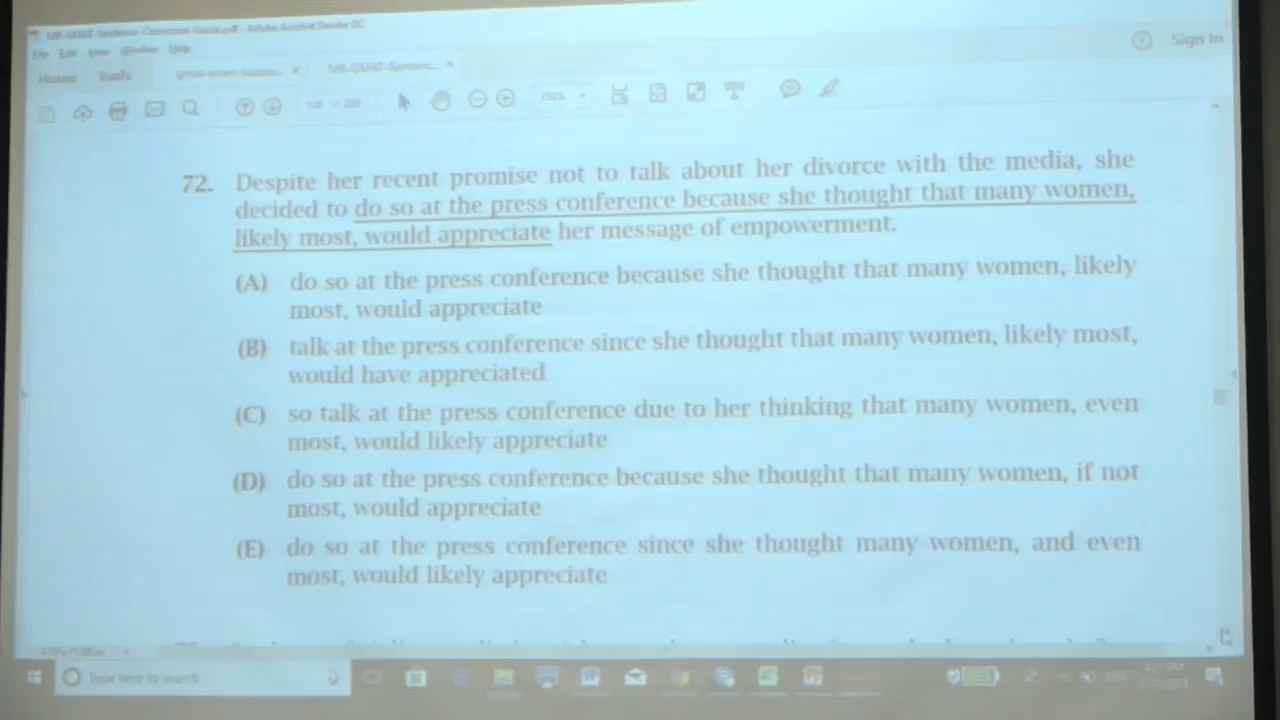 Sign In
Home Tools
72. Despite her recent promise not to talk about her divorce with the media, she
decided to do so at the press conference because she thought that many women,
likely most, would appreciate her message of empowerment.
(A) do so at the press conference because she thought that many women, likely
most, would appreciate
(B) talk at the press conference since she thought that many women, likely most,
would have appreciated
(C) so talk at the press conference due to her thinking that many women, even
most, would likely appreciate
(D) do so at the press conference because she thought that many women, if not
most, would appreciate
(E) do so at the press conference since she thought many women, and even
most, would likely appreciate
Type here to search